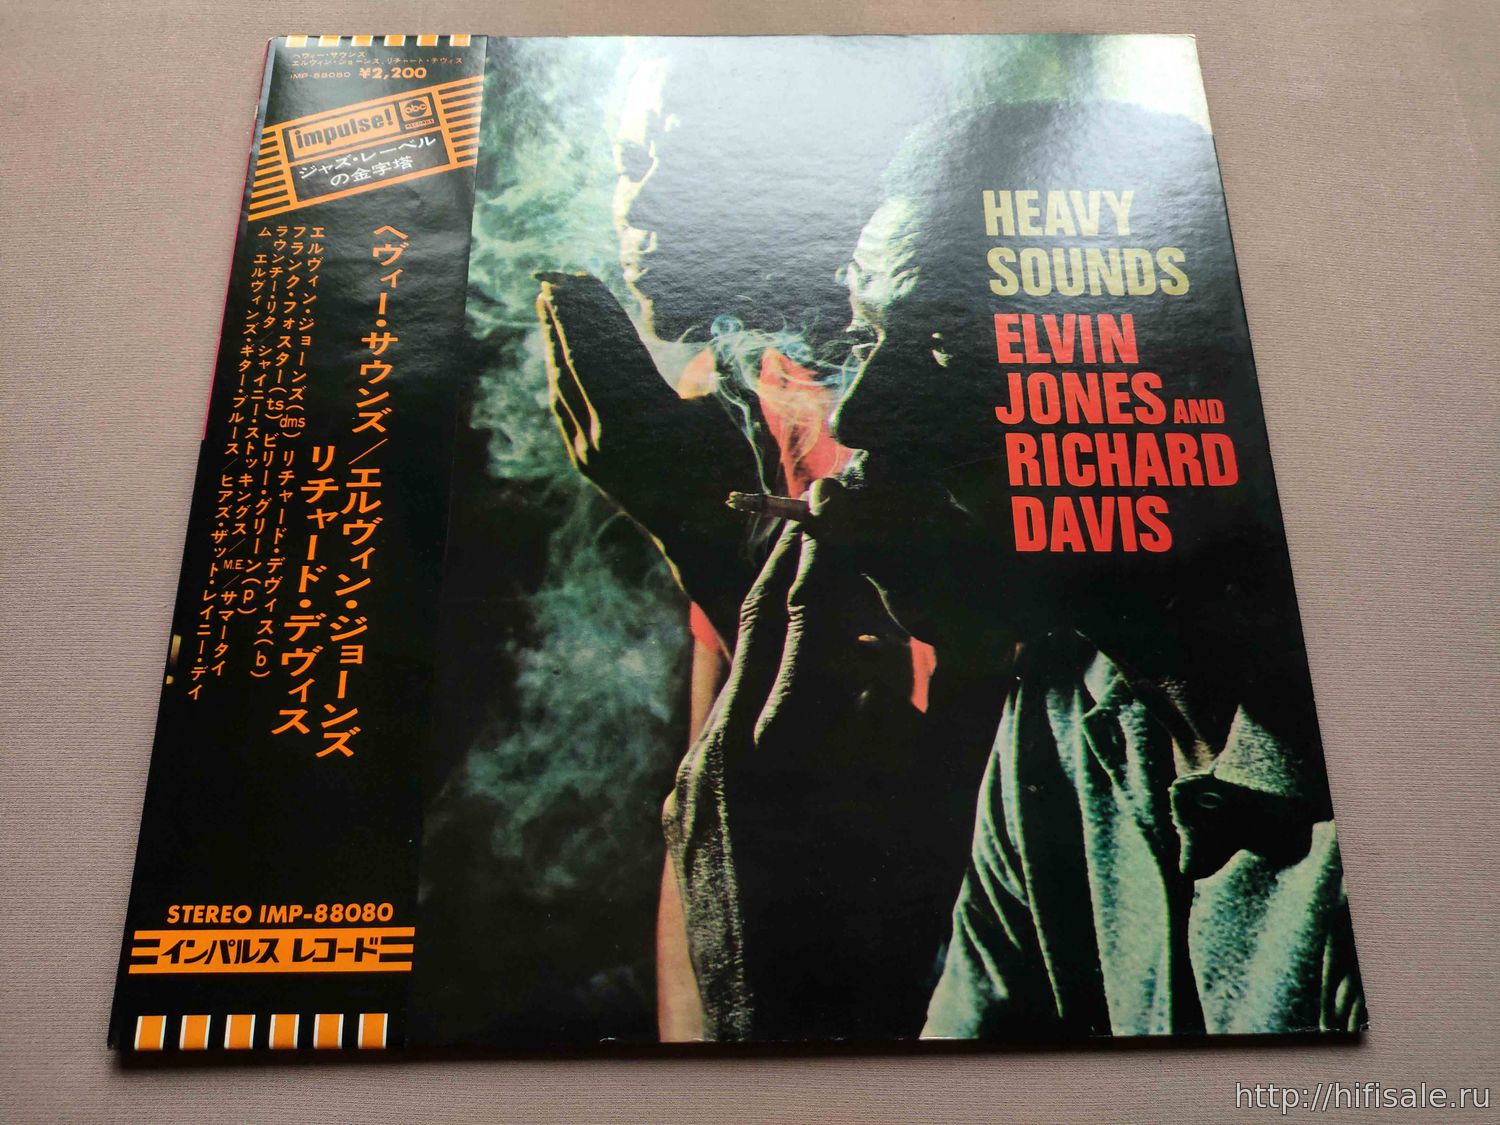 ヘヴィー・サウンズ
エルヴィン・ジョーンズ、リチャード・デヴィス
IMP-88080 ¥2,200
impulse!
abc
RECORDS
ジャズ・レーベル
の金字塔
ヘヴィー・サウンズ/エルヴィン・ジョーンズ
リチャード・デヴィス
エルヴィン・ジョーンズ(dms) リチャード・デヴィス(b)
フランク・フォスター(ts) ビリー・グリーン(p)
ラウンチー・リタ シャイニー・ストッキングス/M.E./サマータイ
ム エルヴィンズ・ギター・ブルース/ヒアズ・ザット・レイニー・デイ
STEREO IMP-88080
インパルス レコード
HEAVY
SOUNDS
ELVIN
JONES AND
RICHARD
DAVIS
http://hifisale.ru